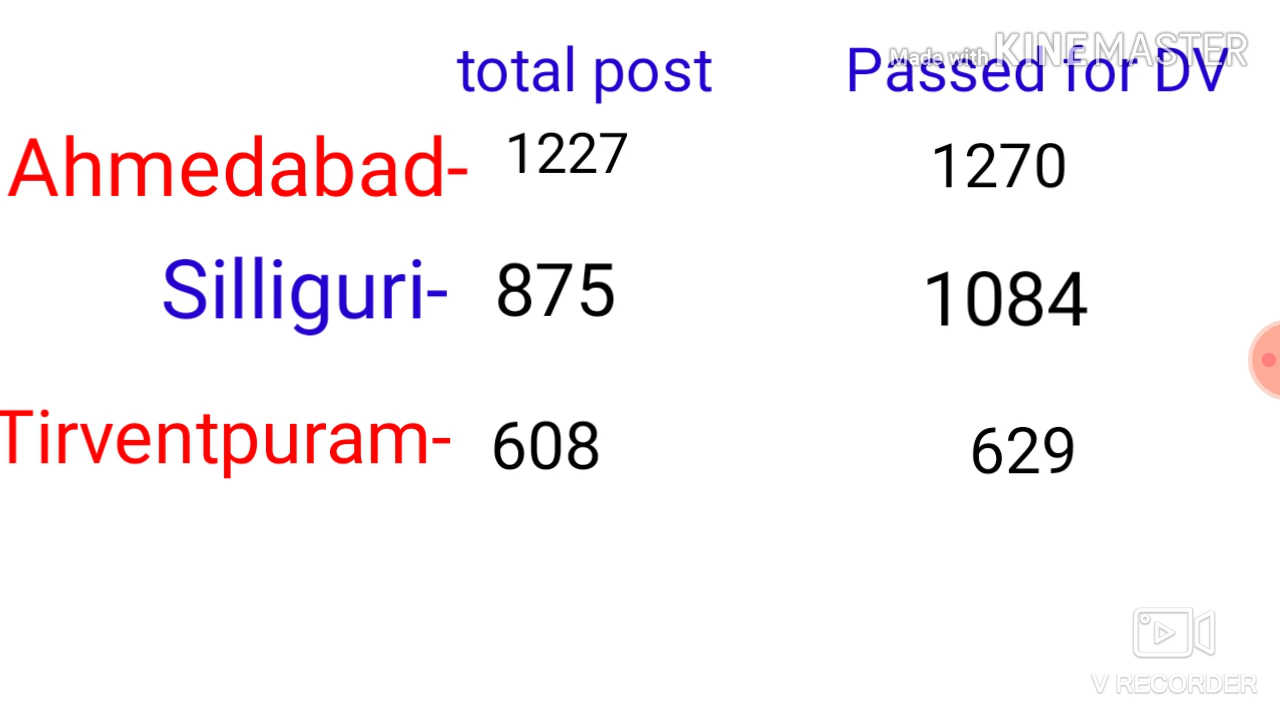 Made with KINEMASTER
total post Passed for DV
Ahmedabad- 1227 1270
Silliguri- 875 1084
Tirventpuram- 608 629
V RECORDER